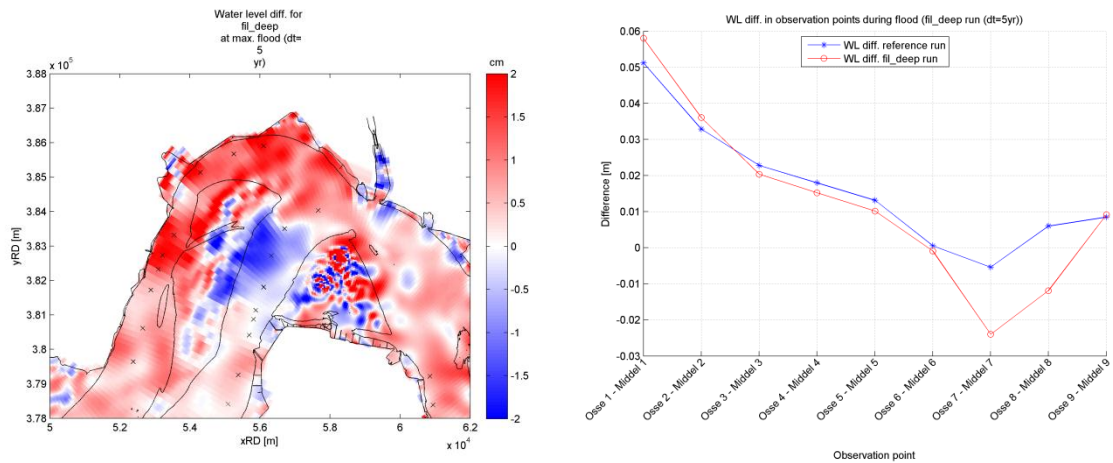 Water level diff. for
fil_deep
at max. flood (dt=
5
yr)
x 10⁵
cm
3.88
3.87
3.86
3.85
3.84
3.83
3.82
3.81
3.8
3.79
3.78
yRD [m]
5
5.2
5.4
5.6
5.8
6
6.2
x 10⁴
xRD [m]
2
1.5
1
0.5
0
-0.5
-1
-1.5
-2
WL diff. in observation points during flood (fil_deep run (dt=5yr))
WL diff. reference run
WL diff. fil_deep run
0.06
0.05
0.04
0.03
0.02
0.01
0
-0.01
-0.02
-0.03
Difference [m]
Osse 1 - Middel 1
Osse 2 - Middel 2
Osse 3 - Middel 3
Osse 4 - Middel 4
Osse 5 - Middel 5
Osse 6 - Middel 6
Osse 7 - Middel 7
Osse 8 - Middel 8
Osse 9 - Middel 9
Observation point